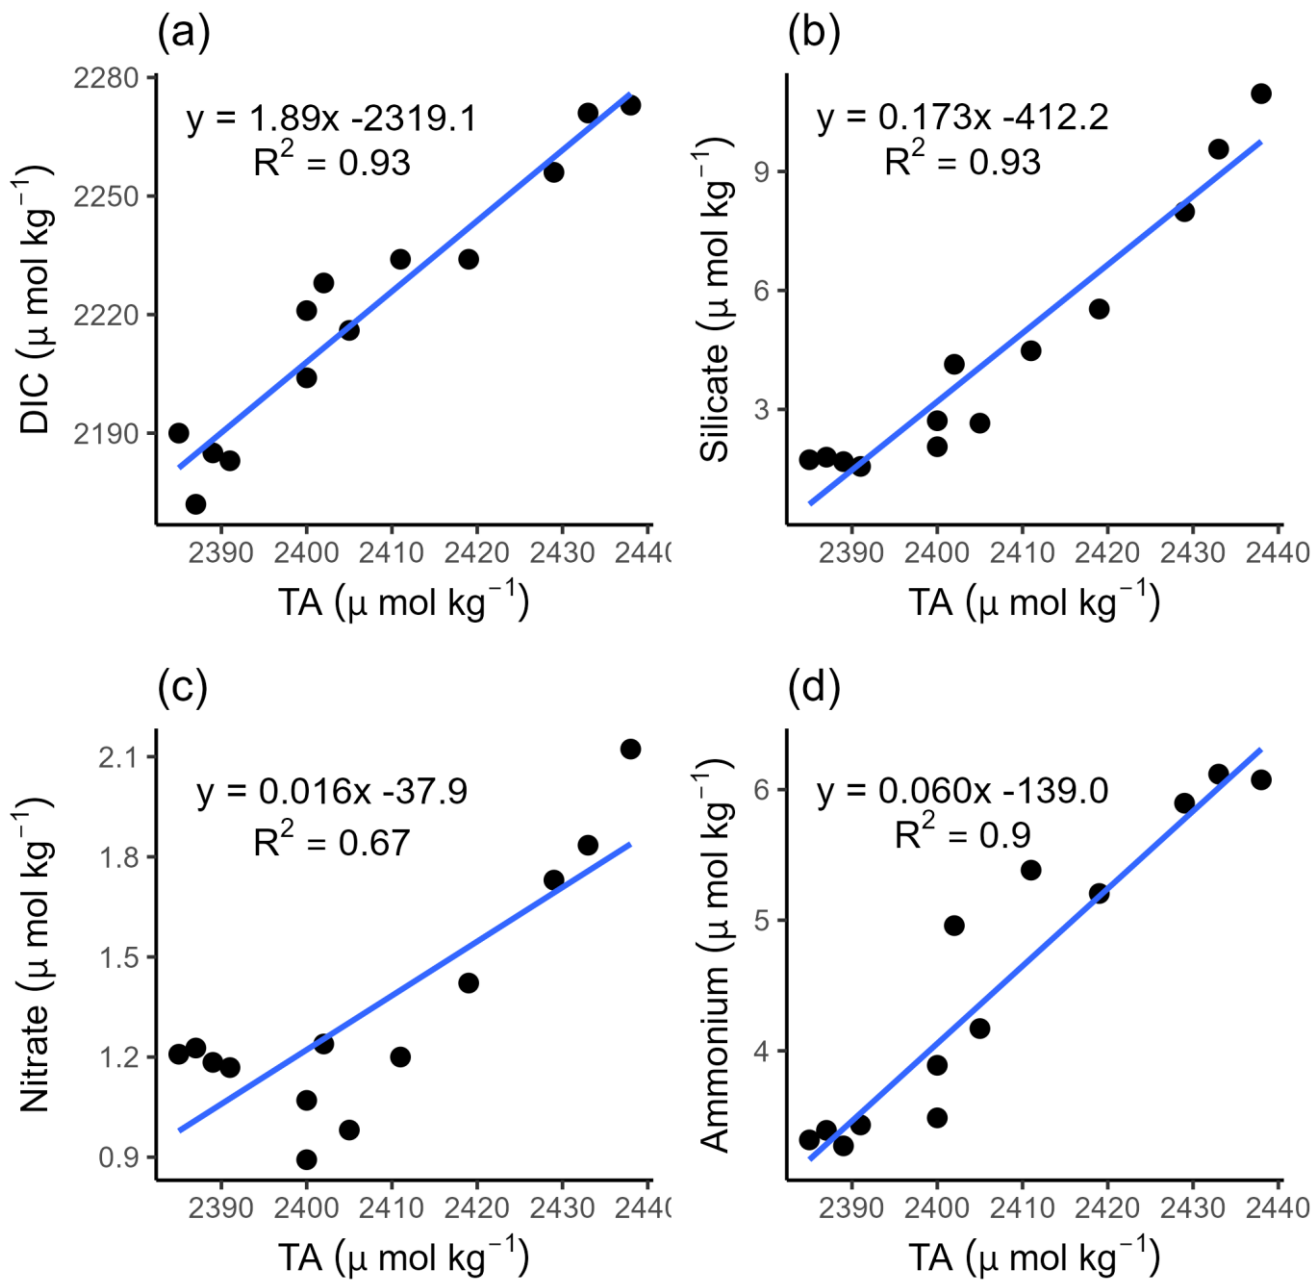 (a)
y = 1.89x -2319.1
R² = 0.93
2280
2250
2220
2190
DIC (μ mol kg⁻¹)
2390 2400 2410 2420 2430 244(
TA (μ mol kg⁻¹)
(b)
y = 0.173x -412.2
R² = 0.93
9
6
3
Silicate (μ mol kg⁻¹)
2390 2400 2410 2420 2430 2440
TA (μ mol kg⁻¹)
(c)
y = 0.016x -37.9
R² = 0.67
2.1
1.8
1.5
1.2
0.9
Nitrate (μ mol kg⁻¹)
2390 2400 2410 2420 2430 244(
TA (μ mol kg⁻¹)
(d)
y = 0.060x -139.0
R² = 0.9
6
5
4
Ammonium (μ mol kg⁻¹)
2390 2400 2410 2420 2430 2440
TA (μ mol kg⁻¹)